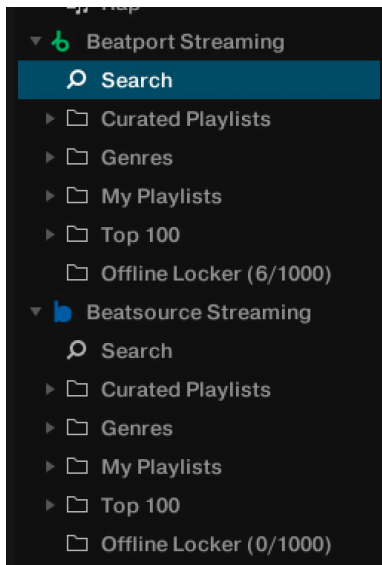 Beatport Streaming
Search
Curated Playlists
Genres
My Playlists
Top 100
Offline Locker (6/1000)
Beatsource Streaming
Search
Curated Playlists
Genres
My Playlists
Top 100
Offline Locker (0/1000)